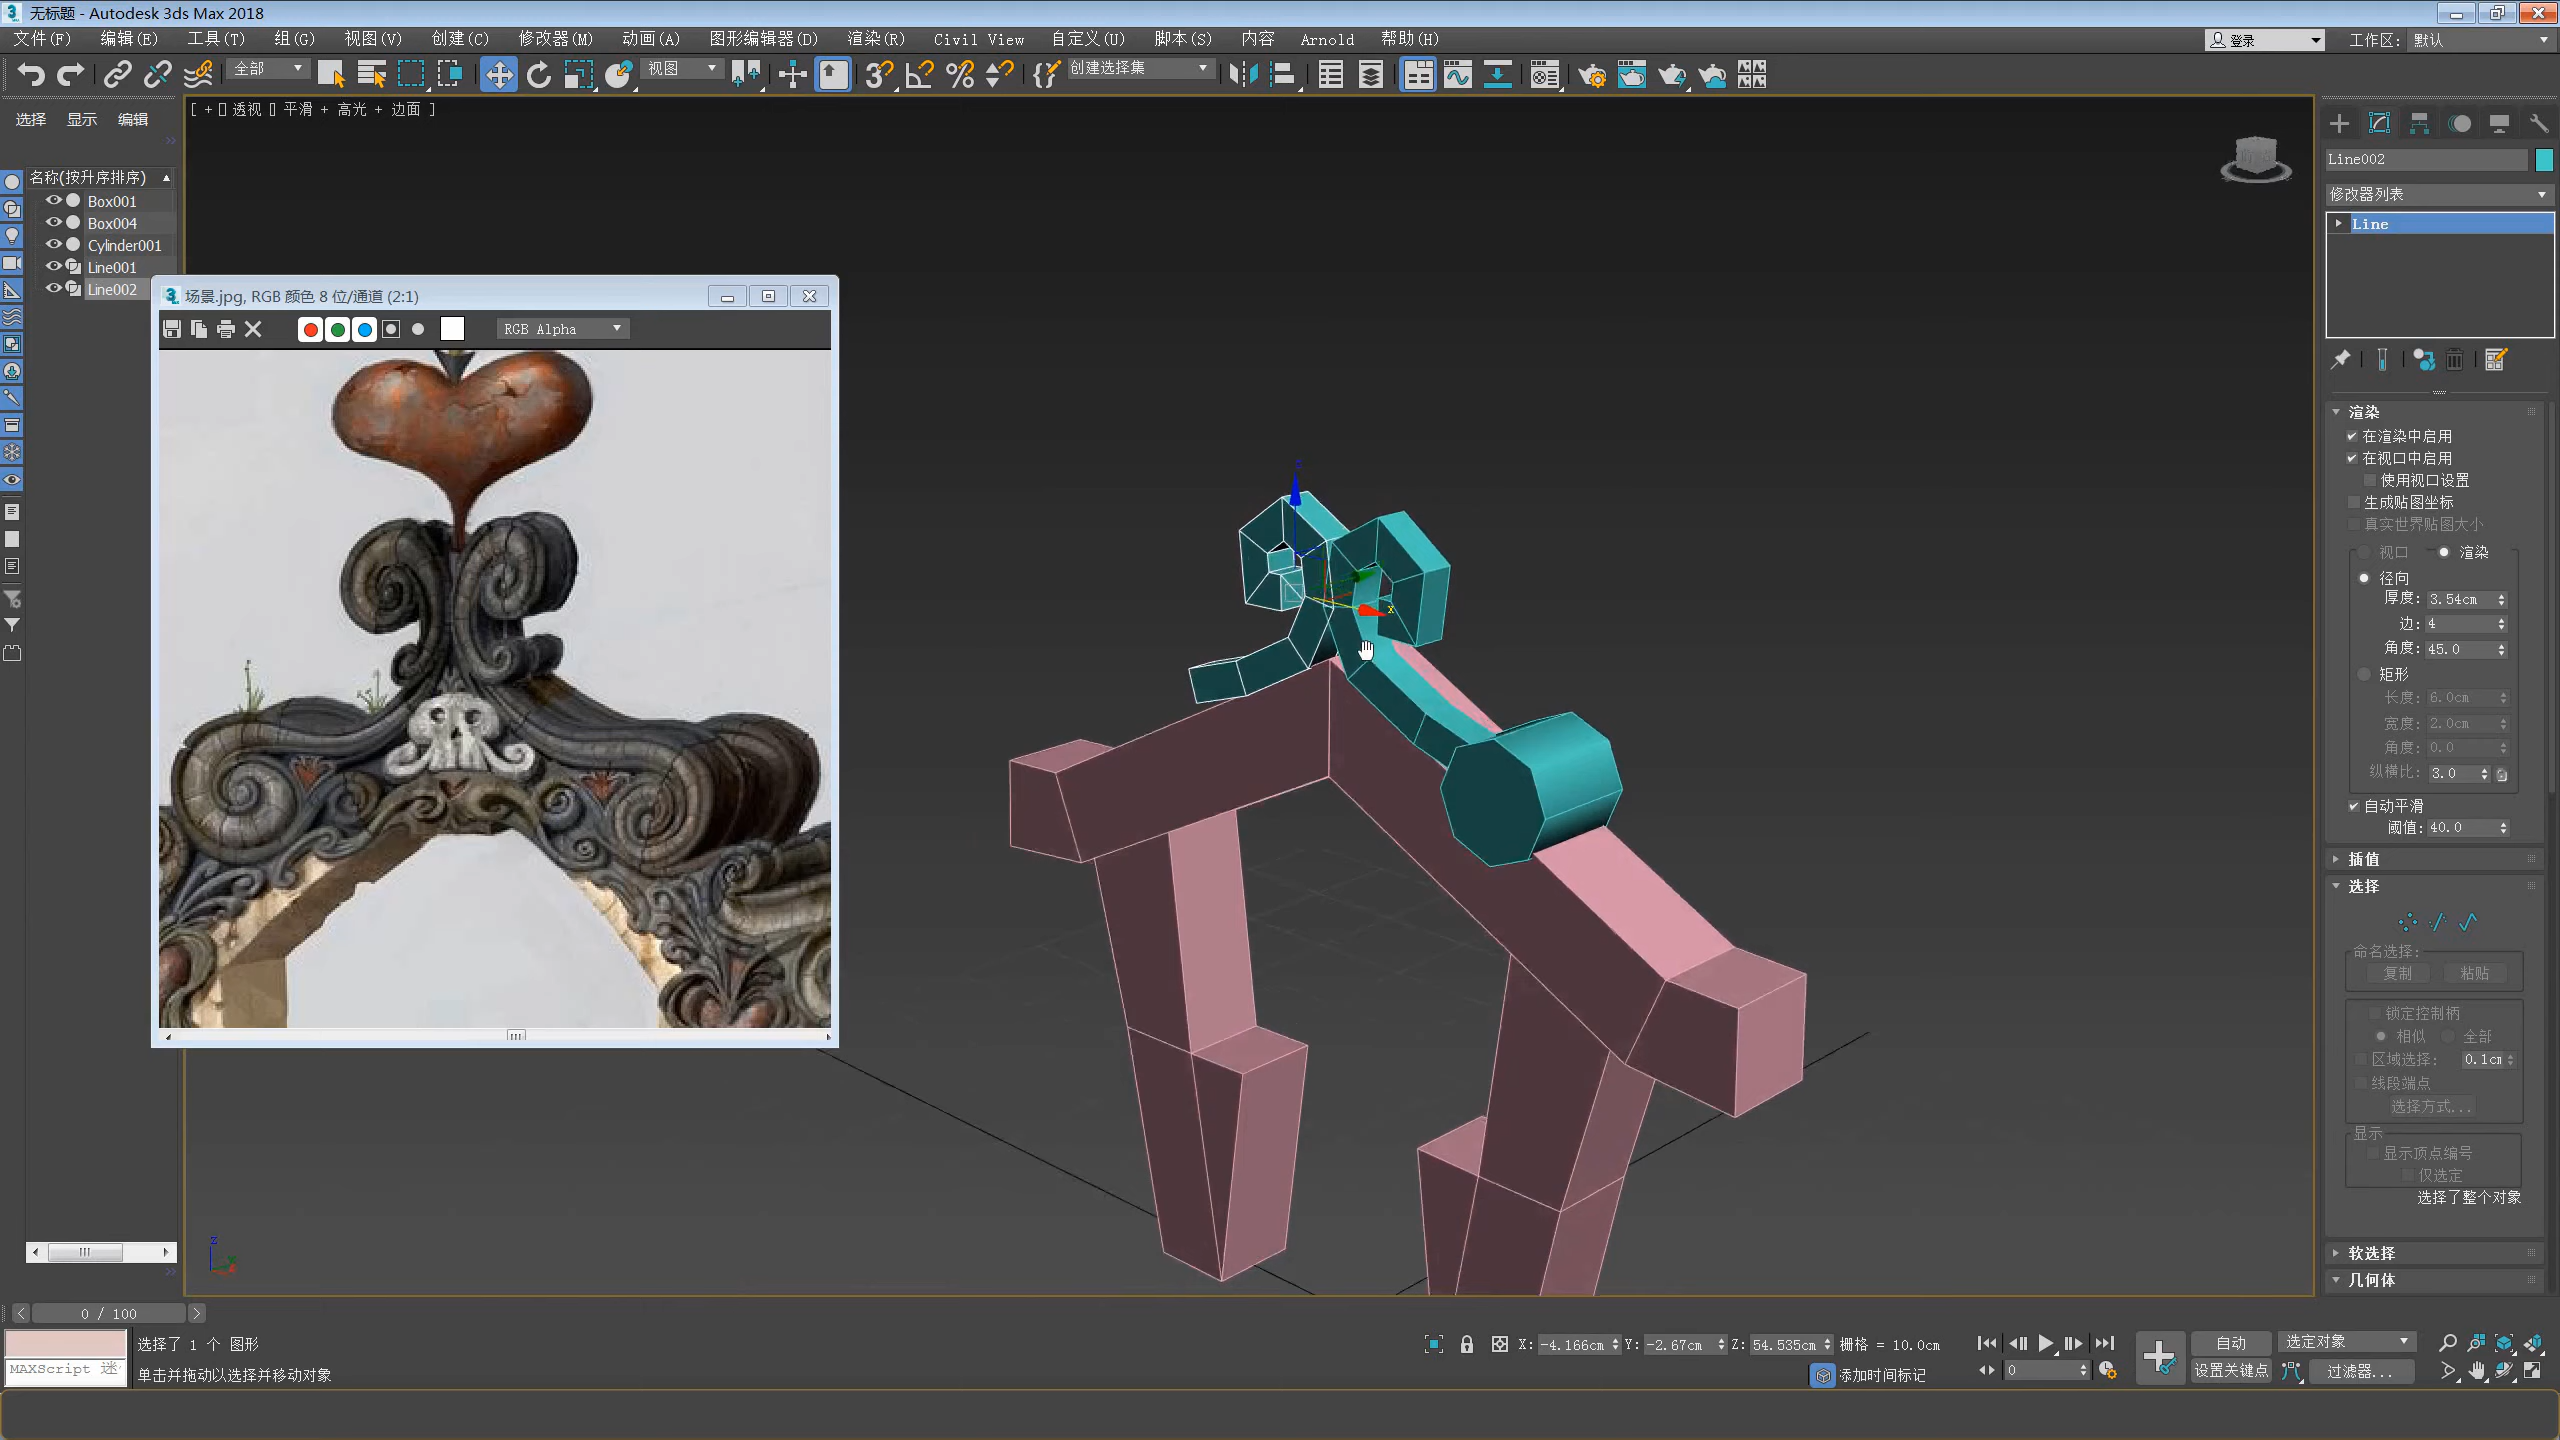 无标题 - Autodesk 3ds Max 2018
文件(F) 编辑(E) 工具(T) 组(G) 视图(V) 创建(C) 修改器(M) 动画(A) 图形编辑器(D) 渲染(R) Civil View 自定义(U) 脚本(S) 内容 Arnold 帮助(H)
登录 工作区: 默认
全部 视图 创建选择集
选择 显示 编辑
[ + ▯ 透视 ▯ 平滑 + 高光 + 边面 ]
名称(按升序排序)
Box001
Box004
Cylinder001
Line001
Line002
场景.jpg, RGB 颜色 8 位/通道 (2:1)
RGB Alpha
x
z
Line002
修改器列表
Line
渲染
在渲染中启用
在视口中启用
使用视口设置
生成贴图坐标
真实世界贴图大小
视口 渲染
径向
厚度: 3.54cm
边: 4
角度: 45.0
矩形
长度: 6.0cm
宽度: 2.0cm
角度: 0.0
纵横比: 3.0
自动平滑
阈值: 40.0
插值
选择
命名选择:
复制 粘贴
锁定控制柄
相似 全部
区域选择: 0.1cm
线段端点
选择方式...
显示
显示顶点编号
仅选定
选择了整个对象
软选择
几何体
0 / 100
选择了 1 个 图形
MAXScript 迷
单击并拖动以选择并移动对象
X: -4.166cm Y: -2.67cm Z: 54.535cm 栅格 = 10.0cm
添加时间标记
0
自动 选定对象
设置关键点 过滤器...